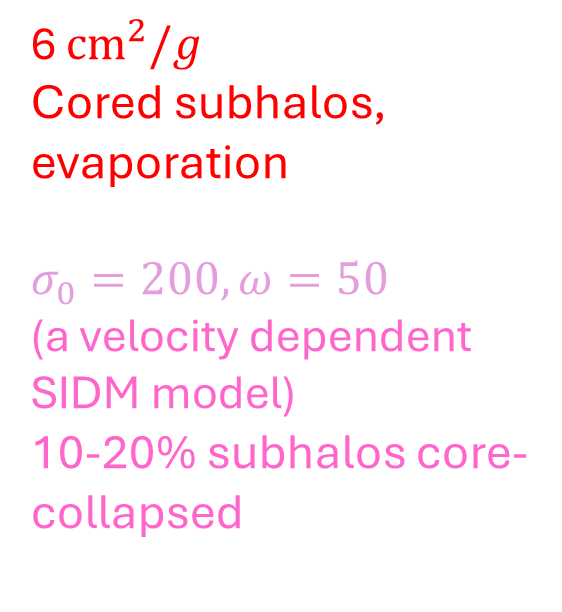 6 cm²/g
Cored subhalos,
evaporation
σ₀ = 200, ω = 50
(a velocity dependent
SIDM model)
10-20% subhalos core-
collapsed